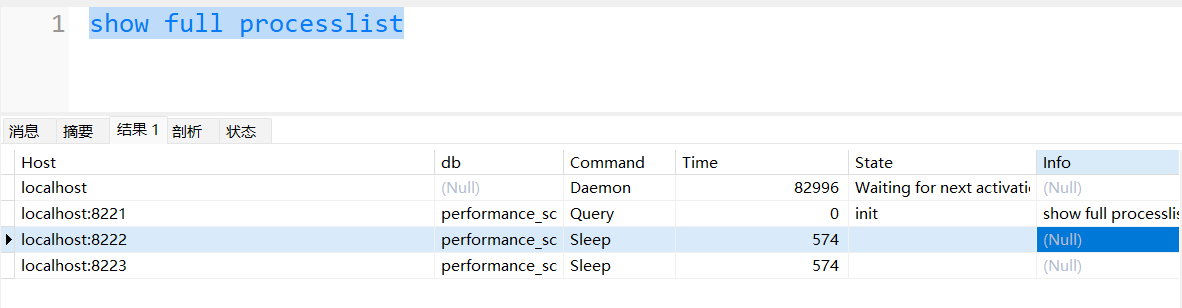 1 show full processlist
消息 摘要 结果 1 剖析 状态
Host db Command Time State Info
localhost (Null) Daemon 82996 Waiting for next activatio (Null)
localhost:8221 performance_sc Query 0 init show full processlis
localhost:8222 performance_sc Sleep 574 (Null)
localhost:8223 performance_sc Sleep 574 (Null)